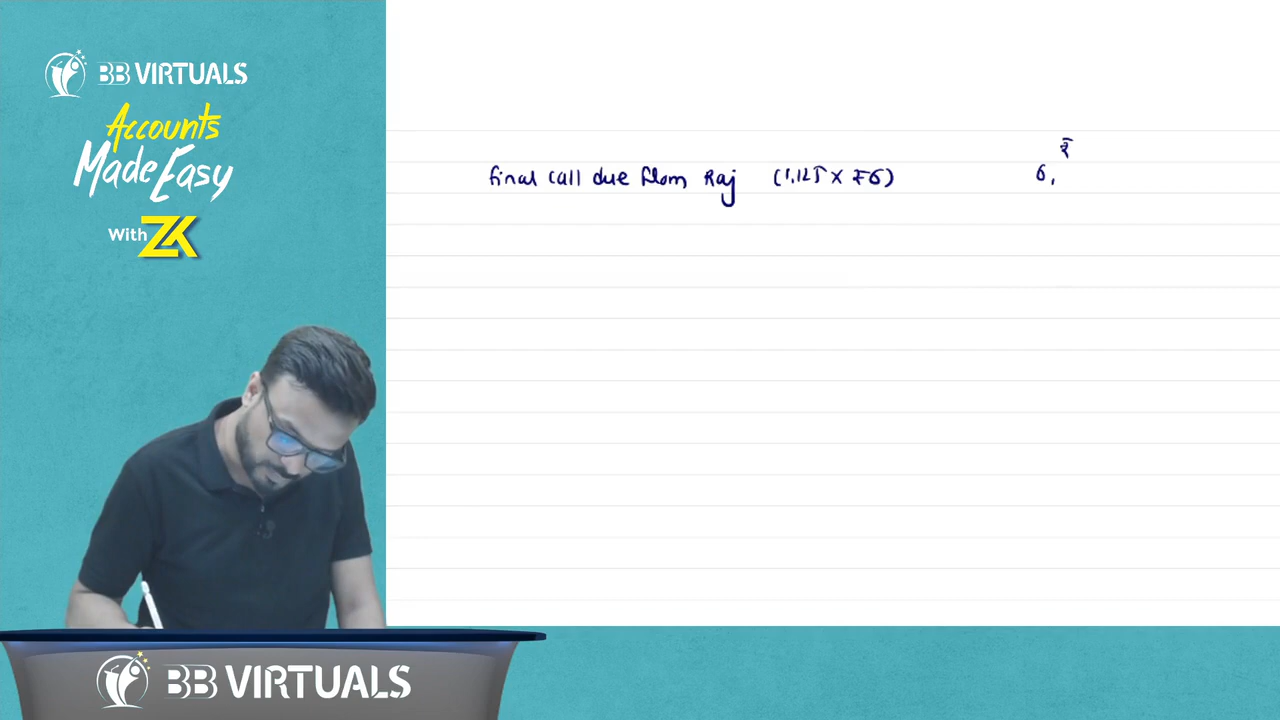 BB VIRTUALS
Accounts
Made Easy
With ZK
₹
final call due from Raj (1,125 × ₹6) 6,
BB VIRTUALS